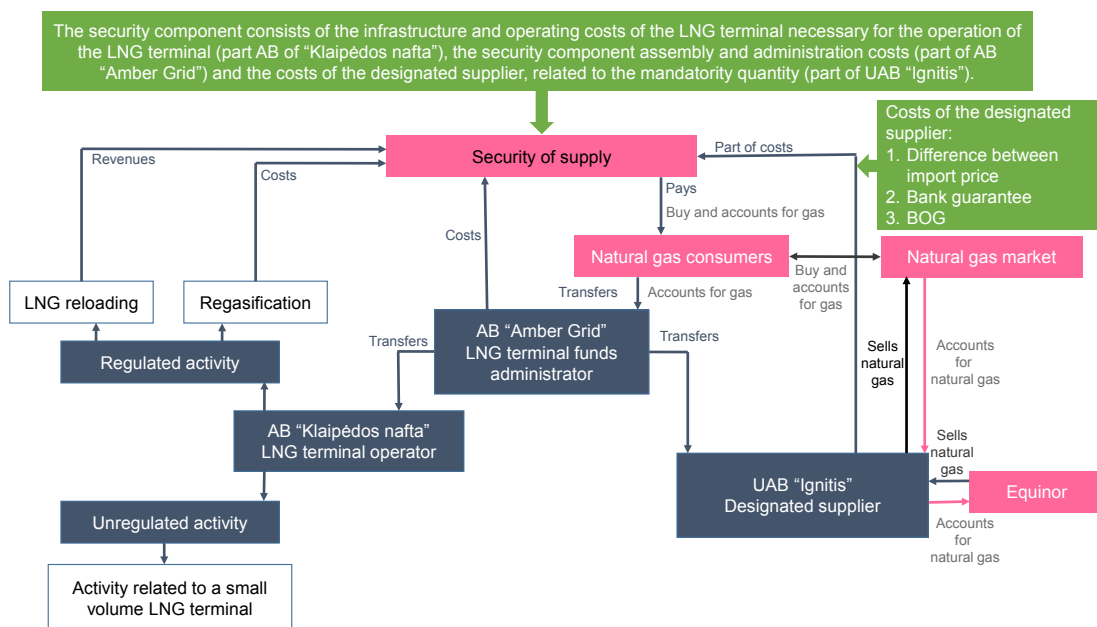 The security component consists of the infrastructure and operating costs of the LNG terminal necessary for the operation of
the LNG terminal (part AB of “Klaipėdos nafta”), the security component assembly and administration costs (part of AB
“Amber Grid”) and the costs of the designated supplier, related to the mandatority quantity (part of UAB “Ignitis”).
Costs of the designated
supplier:
1. Difference between
import price
2. Bank guarantee
3. BOG
Revenues
Security of supply
Part of costs
Costs
Pays
Buy and accounts for gas
Costs
Natural gas consumers
Natural gas market
Buy and
accounts
for gas
LNG reloading
Regasification
Transfers
Accounts for gas
AB “Amber Grid”
LNG terminal funds
administrator
Transfers
Transfers
Sells
natural
gas
Accounts
for
natural gas
Regulated activity
AB “Klaipėdos nafta”
LNG terminal operator
Sells
natural
gas
UAB “Ignitis”
Designated supplier
Equinor
Unregulated activity
Accounts
for
natural gas
Activity related to a small
volume LNG terminal